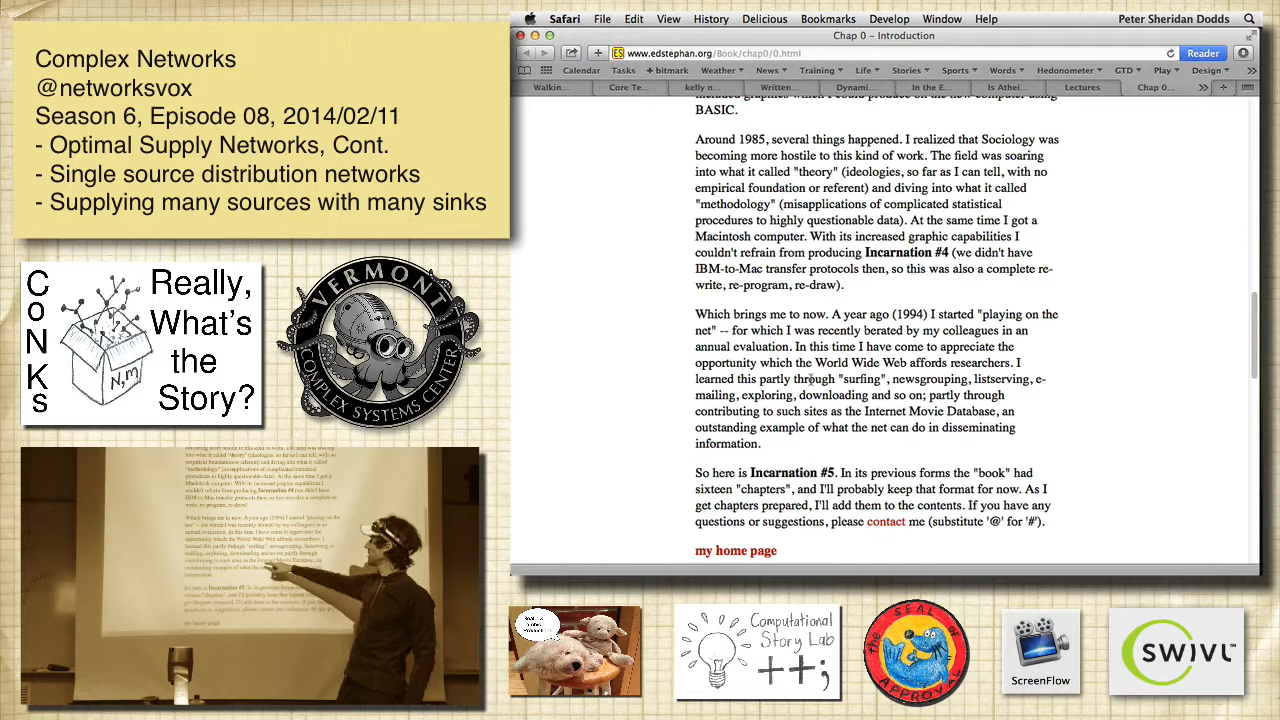 Complex Networks
@networksvox
Season 6, Episode 08, 2014/02/11
- Optimal Supply Networks, Cont.
- Single source distribution networks
- Supplying many sources with many sinks
CoNKs
Really,
What's
the
Story?
N,m
VERMONT
COMPLEX SYSTEMS CENTER
Safari File Edit View History Delicious Bookmarks Develop Window Help Peter Sheridan Dodds
Chap 0 – Introduction
www.edstephan.org/Book/chap0/0.html
Reader
Calendar Tasks + bitmark Weather News Training Life Stories Sports Words Hedonometer GTD Play Design
Walkin... Core Te... kelly n... Written... Dynami... In the E... Is Athei... Lectures Chap 0...
BASIC.
Around 1985, several things happened. I realized that Sociology was
becoming more hostile to this kind of work. The field was soaring
into what it called "theory" (ideologies, so far as I can tell, with no
empirical foundation or referent) and diving into what it called
"methodology" (misapplications of complicated statistical
procedures to highly questionable data). At the same time I got a
Macintosh computer. With its increased graphic capabilities I
couldn't refrain from producing Incarnation #4 (we didn't have
IBM-to-Mac transfer protocols then, so this was also a complete re-
write, re-program, re-draw).
Which brings me to now. A year ago (1994) I started "playing on the
net" -- for which I was recently berated by my colleagues in an
annual evaluation. In this time I have come to appreciate the
opportunity which the World Wide Web affords researchers. I
learned this partly through "surfing", newsgrouping, listserving, e-
mailing, exploring, downloading and so on; partly through
contributing to such sites as the Internet Movie Database, an
outstanding example of what the net can do in disseminating
information.
So here is Incarnation #5. In its previous forms the "book" had
sixteen "chapters", and I'll probably keep that format for now. As I
get chapters prepared, I'll add them to the contents. If you have any
questions or suggestions, please contact me (substitute '@' for '#').
my home page
Computational
Story Lab
++;
the SEAL of APPROVAL
ScreenFlow
SWIVL